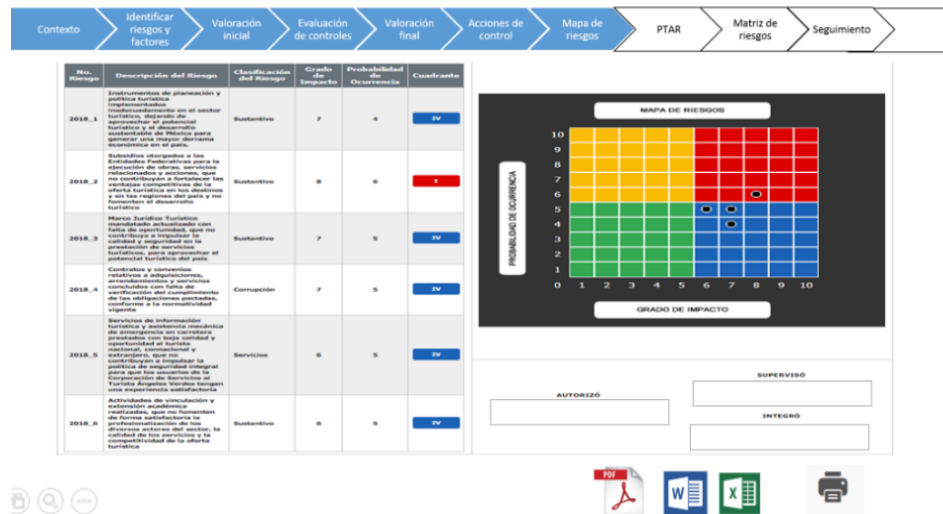 Contexto
Identificar
riesgos y
factores
Valoración
inicial
Evaluación
de controles
Valoración
final
Acciones de
control
Mapa de
riesgos
PTAR
Matriz de
riesgos
Seguimiento
No.
Riesgo
Descripción del Riesgo
Clasificación
del Riesgo
Grado
de
Impacto
Probabilidad
de
Ocurrencia
Cuadrante
2018_1
Instrumentos de planeación y
política turística
implementados
inadecuadamente en el sector
turístico, dejando de
aprovechar el potencial
turístico y el desarrollo
sustentable de México para
generar una mayor derrama
económica en el país.
Sustantivo
7
4
IV
2018_2
Subsidios otorgados a las
Entidades Federativas para la
ejecución de obras, servicios
relacionados y acciones, que
no contribuyan a fortalecer las
ventajas competitivas de la
oferta turística en los destinos
y en las regiones del país y no
fomenten el desarrollo
turístico
Sustantivo
8
6
I
2018_3
Marco Jurídico Turístico
mandatado actualizado con
falta de oportunidad, que no
contribuya a impulsar la
calidad y seguridad en la
prestación de servicios
turísticos, para aprovechar el
potencial turístico del país
Sustantivo
7
5
IV
2018_4
Contratos y convenios
relativos a adquisiciones,
arrendamientos y servicios
concluidos con falta de
verificación del cumplimiento
de las obligaciones pactadas,
conforme a la normatividad
vigente
Corrupción
7
5
IV
2018_5
Servicios de información
turística y asistencia mecánica
de emergencia en carretera
prestados con baja calidad y
oportunidad al turista
nacional, connacional y
extranjero, que no
contribuyan a impulsar la
política de seguridad integral
para que los usuarios de la
Corporación de Servicios al
Turista Ángeles Verdes tengan
una experiencia satisfactoria
Servicios
6
5
IV
2018_6
Actividades de vinculación y
extensión académica
realizadas, que no fomenten
de forma satisfactoria la
profesionalización de los
diversos actores del sector, la
calidad de los servicios y la
competitividad de la oferta
turística
Sustantivo
6
5
IV
MAPA DE RIESGOS
PROBABILIDAD DE OCURRENCIA
10
9
8
7
6
5
4
3
2
1
0 1 2 3 4 5 6 7 8 9 10
GRADO DE IMPACTO
AUTORIZÓ
SUPERVISÓ
INTEGRÓ
PDF
W
X